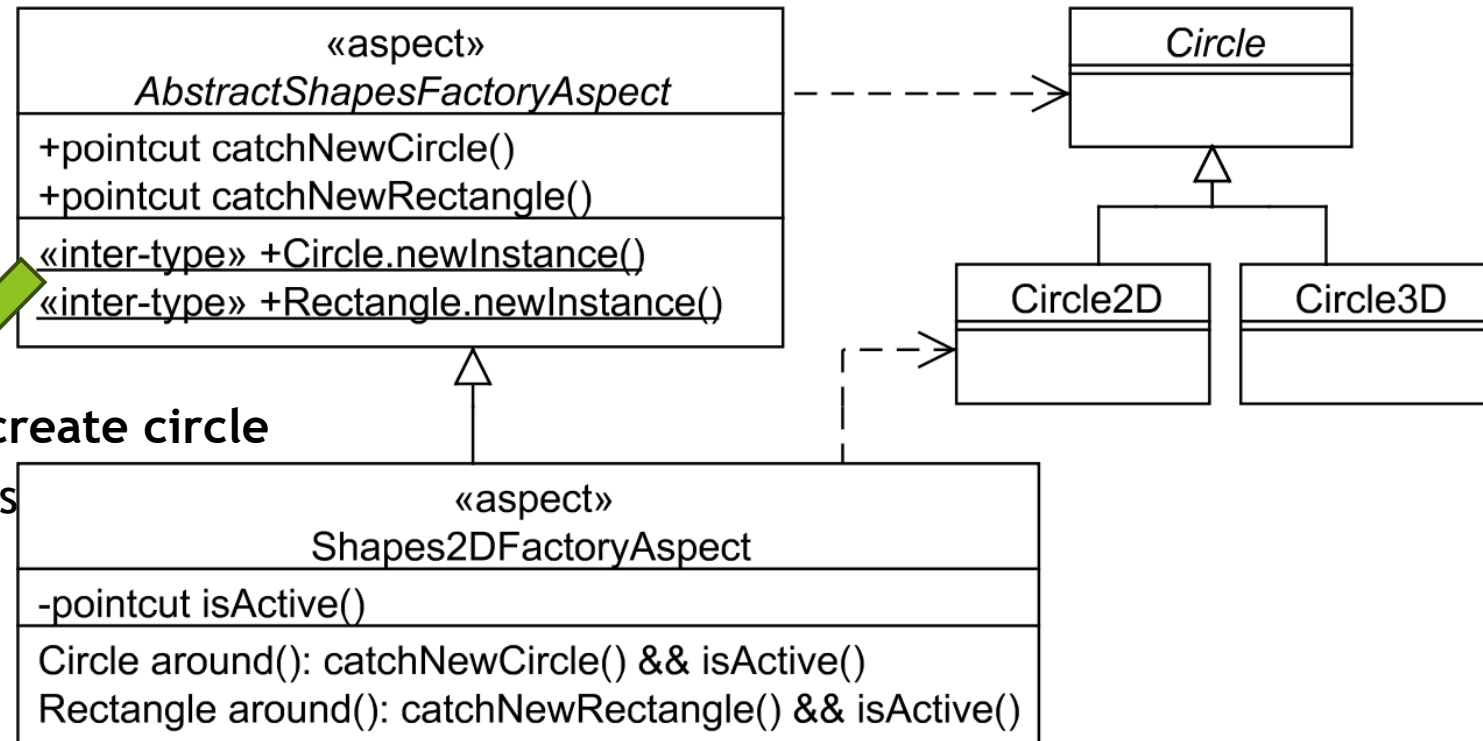 «aspect»
AbstractShapesFactoryAspect
+pointcut catchNewCircle()
+pointcut catchNewRectangle()
«inter-type» +Circle.newInstance()
«inter-type» +Rectangle.newInstance()
Circle
Circle2D
Circle3D
create circle
s
«aspect»
Shapes2DFactoryAspect
-pointcut isActive()
Circle around(): catchNewCircle() && isActive()
Rectangle around(): catchNewRectangle() && isActive()